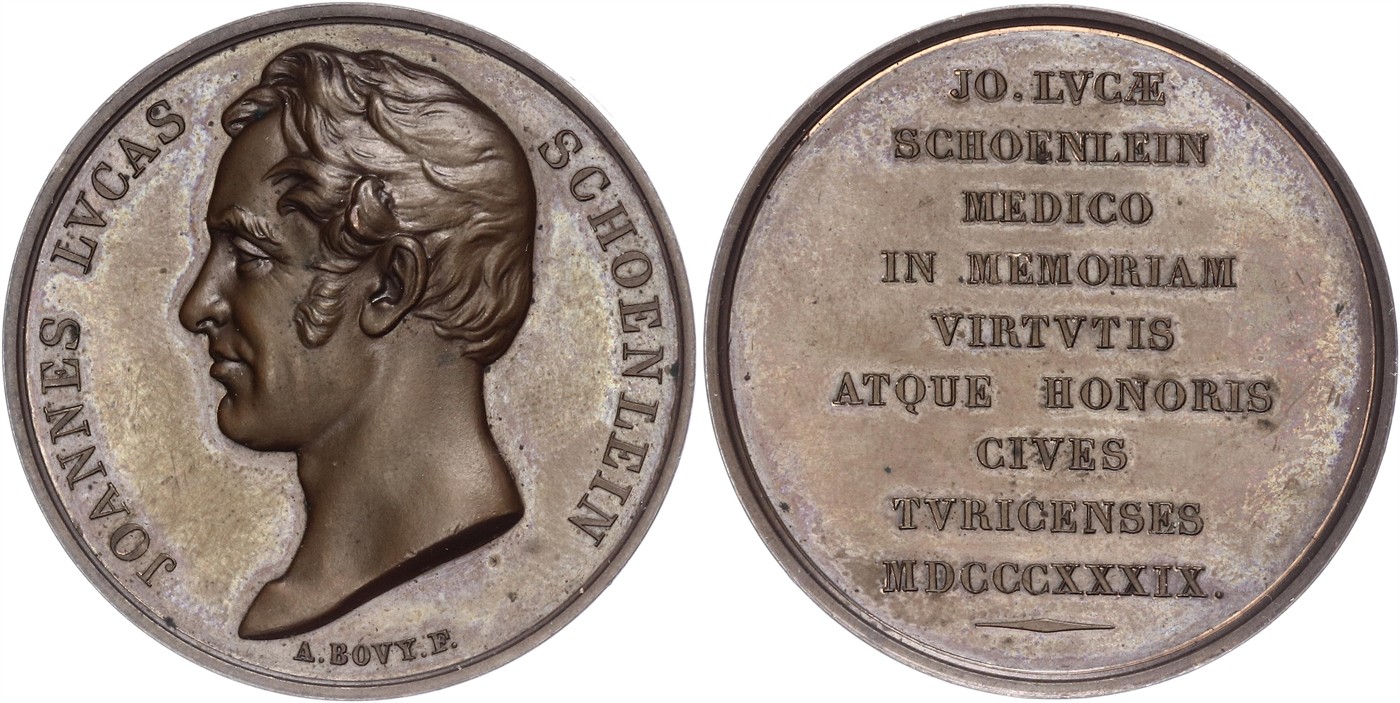 JOANNES LVCAS SCHOENLEIN
A. BOVY. F.
JO. LVCÆ
SCHOENLEIN
MEDICO
IN MEMORIAM
VIRTVTIS
ATQUE HONORIS
CIVES
TVRICENSES
MDCCCXXXIX.